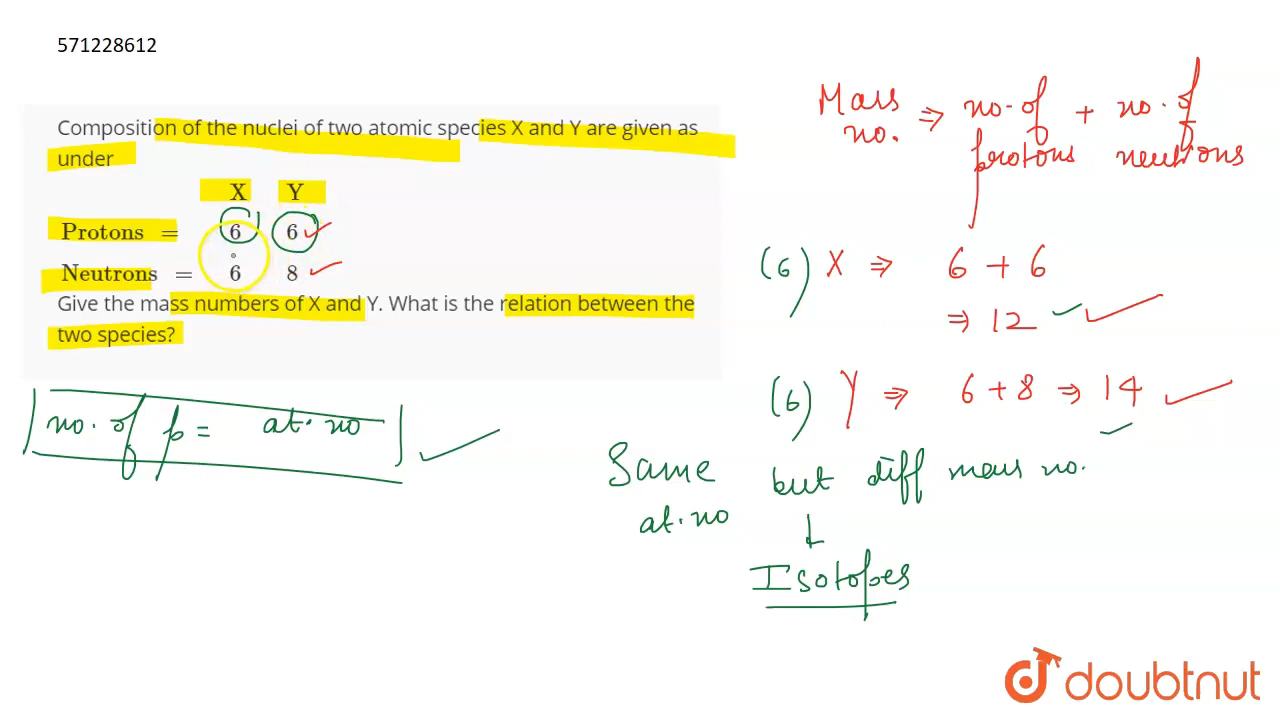 571228612
Composition of the nuclei of two atomic species X and Y are given as
under
X Y
Protons = 6 6
Neutrons = 6 8
Give the mass numbers of X and Y. What is the relation between the
two species?
no. of p = at. no
Mass no. ⇒ no. of protons + no. of neutrons
(6) X ⇒ 6 + 6
⇒ 12
(6) Y ⇒ 6 + 8 ⇒ 14
Same at. no but diff mass no.
↓
Isotopes
doubtnut